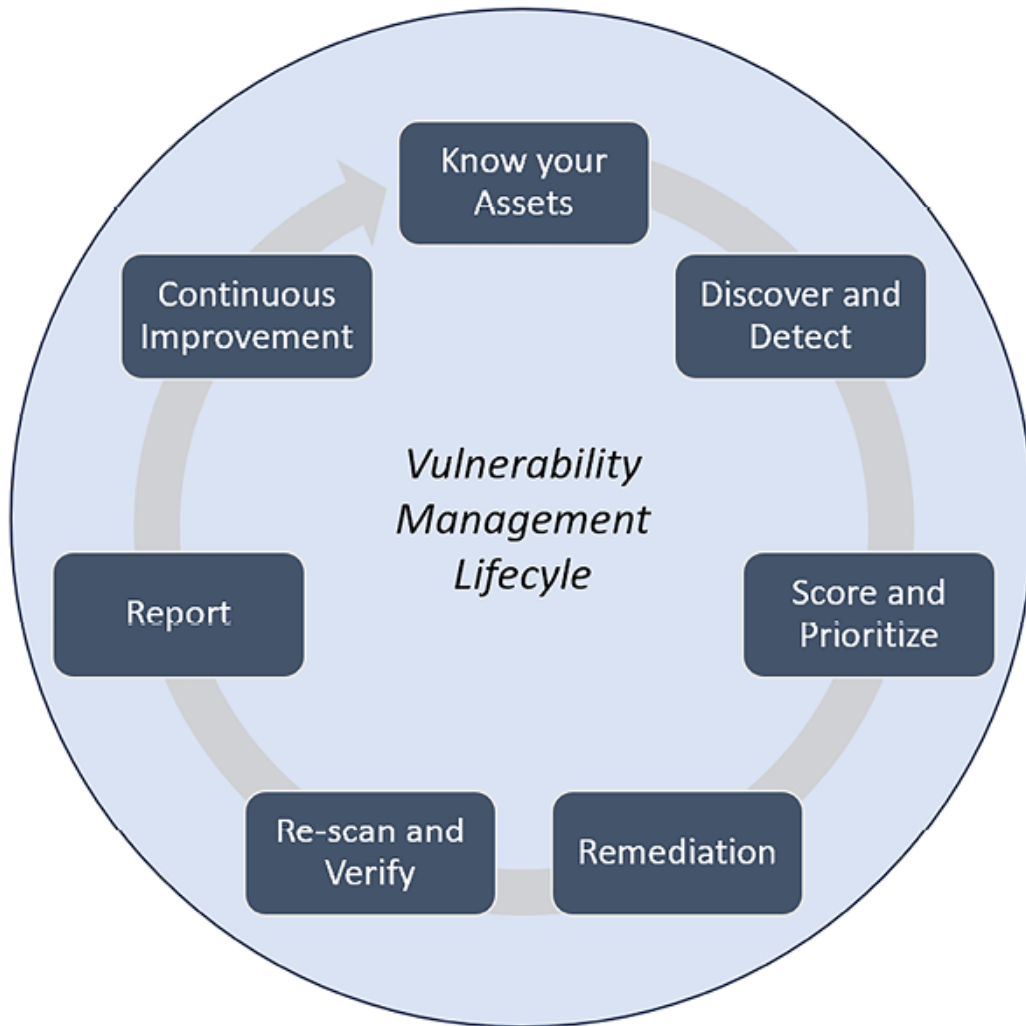 Know your
Assets
Discover and
Detect
Score and
Prioritize
Remediation
Re-scan and
Verify
Report
Continuous
Improvement
Vulnerability
Management
Lifecyle